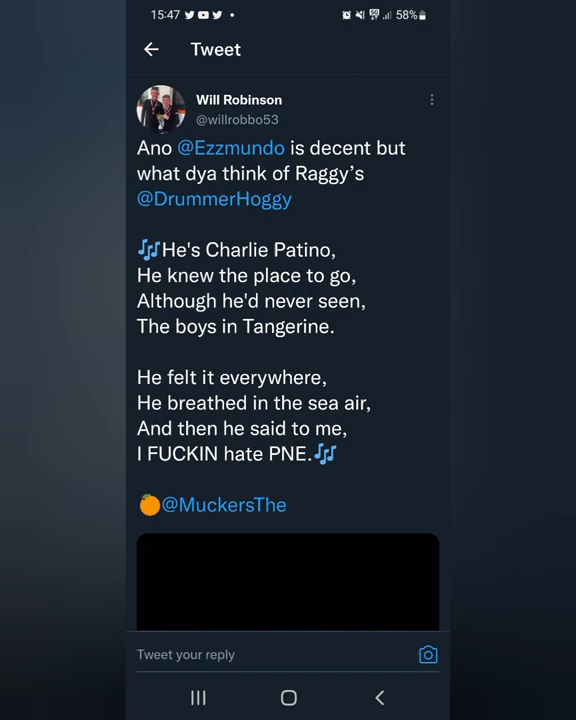 15:47
58%
Tweet
Will Robinson
@willrobbo53
Ano @Ezzmundo is decent but
what dya think of Raggy's
@DrummerHoggy
🎶He's Charlie Patino,
He knew the place to go,
Although he'd never seen,
The boys in Tangerine.
He felt it everywhere,
He breathed in the sea air,
And then he said to me,
I FUCKIN hate PNE.🎶
🍊@MuckersThe
Tweet your reply